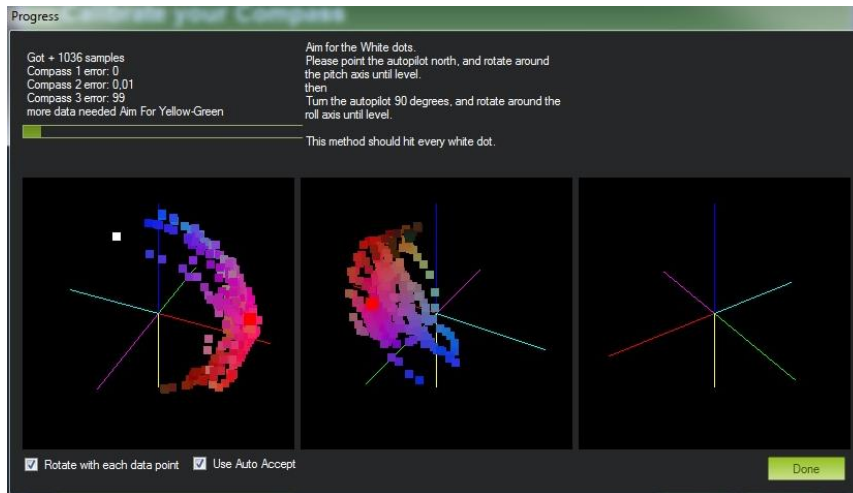 Calibrate your Compass
Progress
Got + 1036 samples
Compass 1 error: 0
Compass 2 error: 0,01
Compass 3 error: 99
more data needed Aim For Yellow-Green
Aim for the White dots.
Please point the autopilot north, and rotate around
the pitch axis until level.
then
Turn the autopilot 90 degrees, and rotate around the
roll axis until level.
This method should hit every white dot.
Rotate with each data point
Use Auto Accept
Done